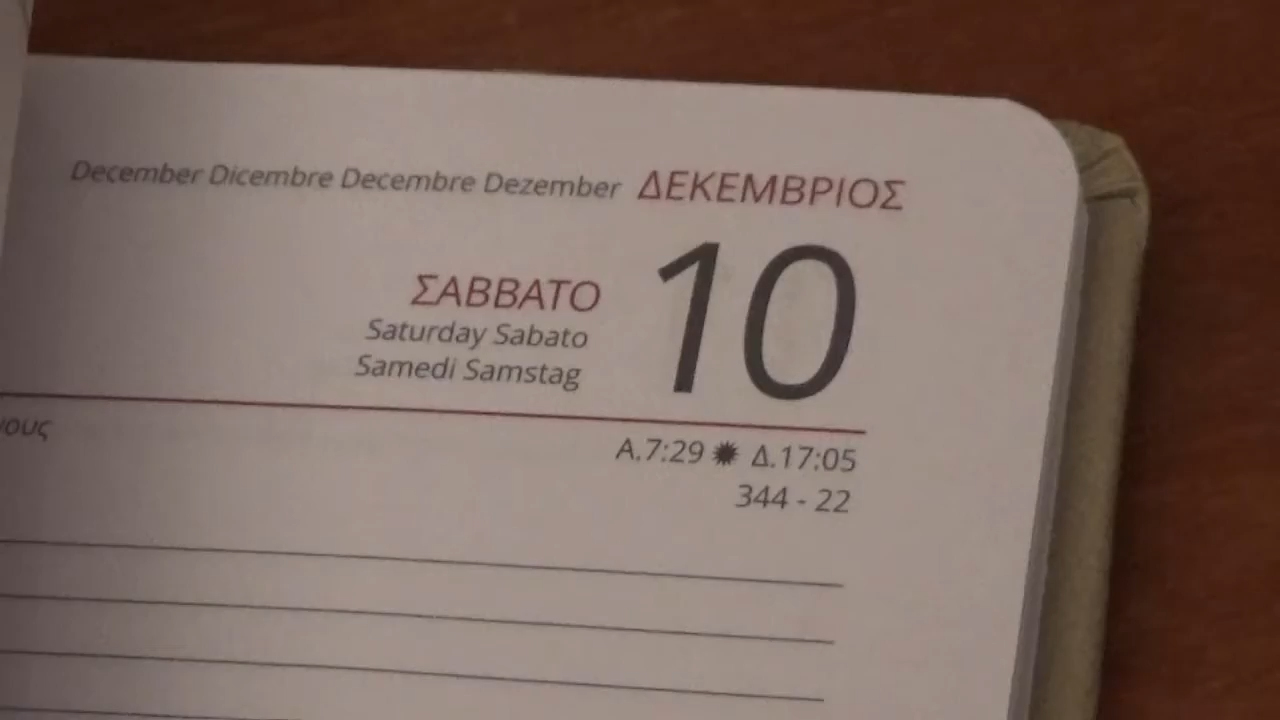 December Dicembre Decembre Dezember ΔΕΚΕΜΒΡΙΟΣ
ΣΑΒΒΑΤΟ 10
Saturday Sabato
Samedi Samstag
Α.7:29 ✹ Δ.17:05
344 - 22